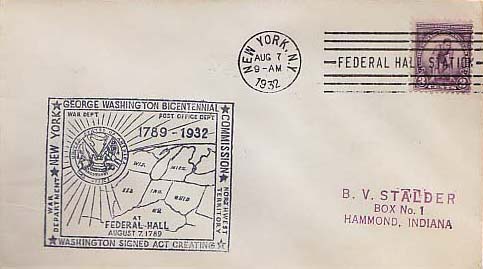 NEW YORK, N.Y.
AUG 7
9-AM
1932
FEDERAL HALL STATION
GEORGE WASHINGTON BICENTENNIAL
COMMISSION
NEW YORK
WAR DEPT.
POST OFFICE DEPT.
1789-1932
WIS.
MICH.
ILL
IND.
OHIO
WAR DEPARTMENT
NORTHWEST TERRITORY
AT
FEDERAL-HALL
AUGUST 7, 1789
WASHINGTON SIGNED ACT CREATING
B. V. STALDER
BOX No. 1
HAMMOND, INDIANA